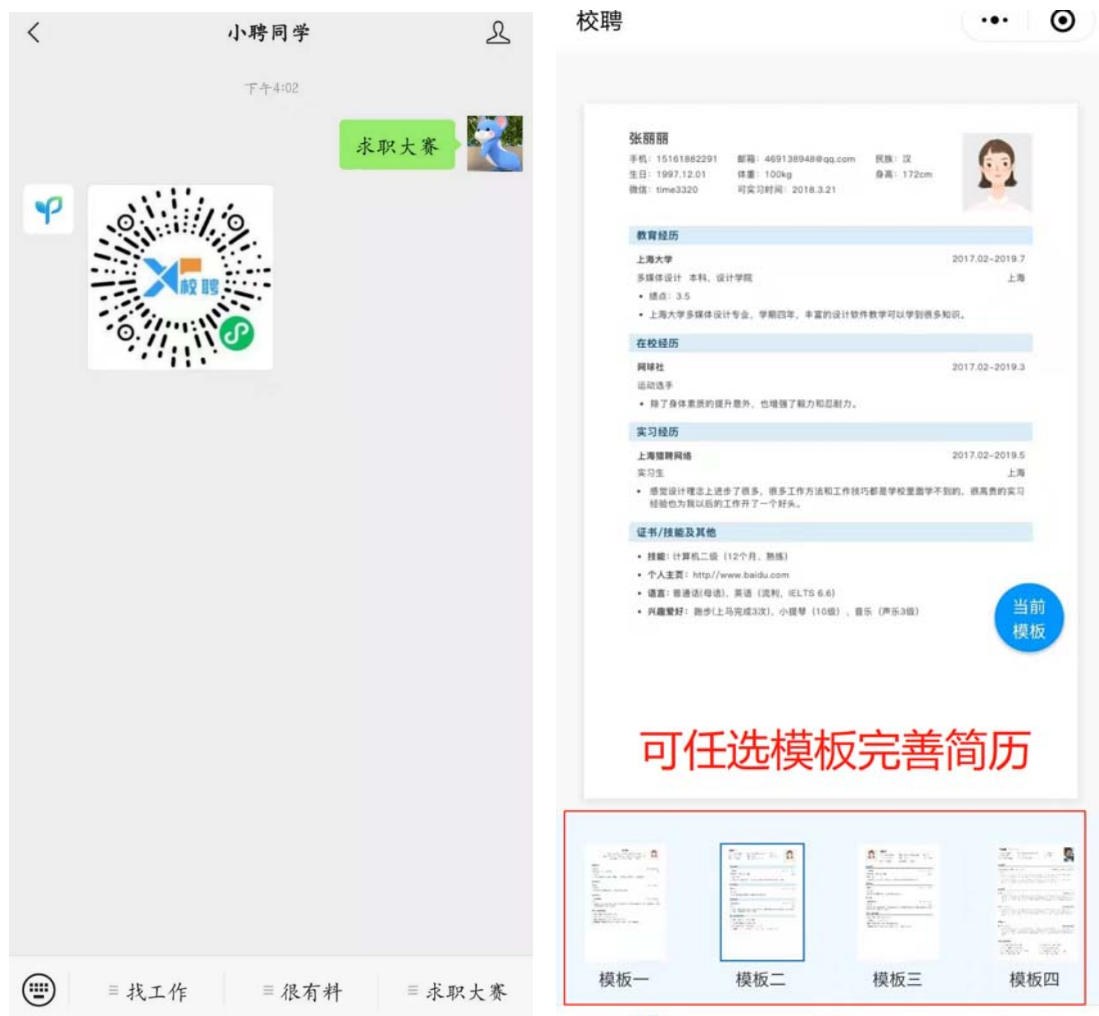 小聘同学
下午4:02
求职大赛
校聘
找工作
很有料
求职大赛
校聘
张丽丽
手机：15161882291 邮箱：469138948@qq.com 民族：汉
生日：1997.12.01 体重：100kg 身高：172cm
微信：time3320 可实习时间：2018.3.21
教育经历
上海大学 2017.02-2019.7
多媒体设计 本科，设计学院 上海
• 绩点：3.5
• 上海大学多媒体设计专业，学期四年，丰富的设计软件教学可以学到很多知识。
在校经历
网球社 2017.02-2019.3
运动选手
• 除了身体素质的提升意外，也增强了毅力和忍耐力。
实习经历
上海猎聘网络 2017.02-2019.5
实习生 上海
• 感觉设计理念上进步了很多，很多工作方法和工作技巧都是学校里面学不到的，很高贵的实习
经验也为我以后的工作开了一个好头。
证书/技能及其他
• 技能：计算机二级（12个月，熟练）
• 个人主页：http//www.baidu.com
• 语言：普通话(母语)，英语（流利，IELTS 6.6)
• 兴趣爱好：跑步(上马完成3次)，小提琴（10级），音乐（声乐3级）
当前
模板
可任选模板完善简历
模板一
模板二
模板三
模板四